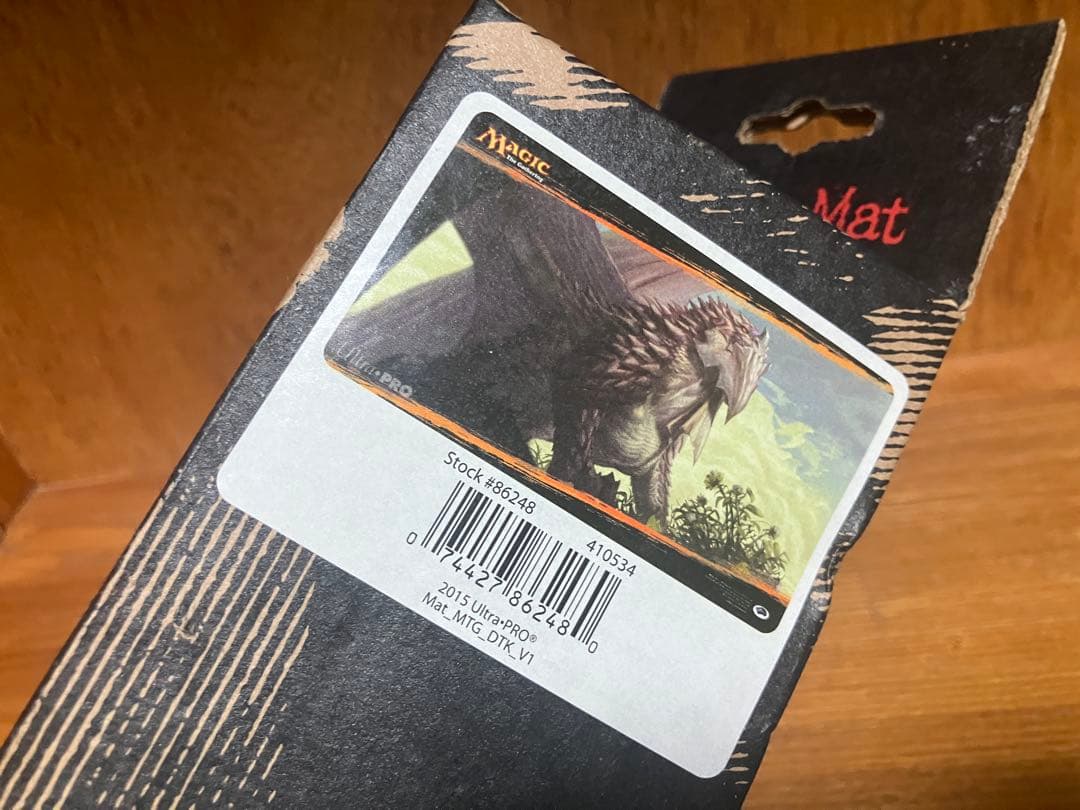 Mat
Magic
The Gathering
Ultra•PRO
Stock #86248
410534
0 74427 86248 0
2015 Ultra•PRO®
Mat_MTG_DTK_V1